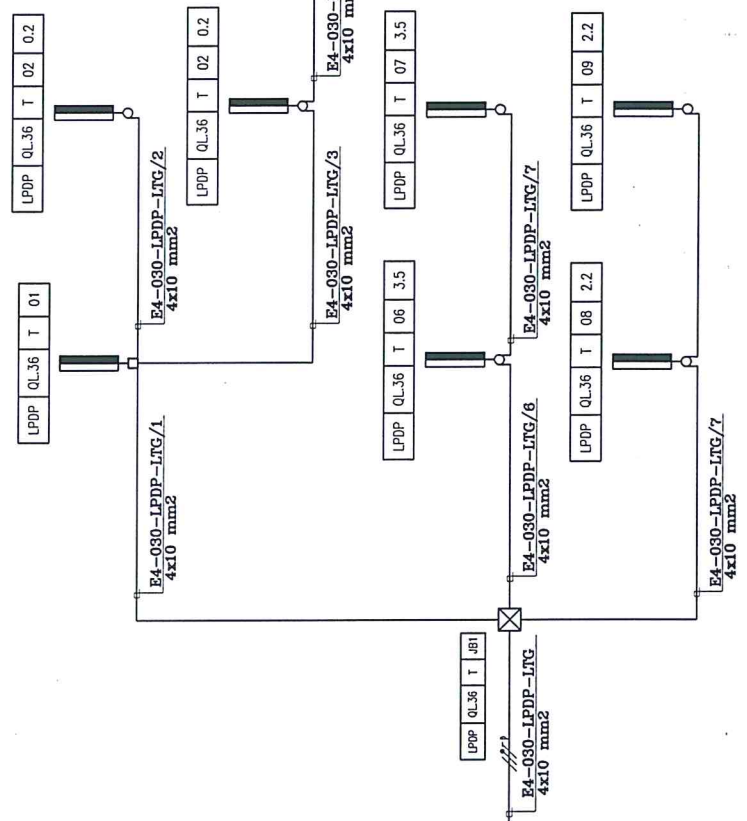 LPDP QL.36 T 02 0.2
LPDP QL.36 T 02 0.2
E4-030-
4x10 m
LPDP QL.36 T 01
E4-030-LPDP-LTG/2
4x10 mm2
E4-030-LPDP-LTG/3
4x10 mm2
E4-030-LPDP-LTG/1
4x10 mm2
LPDP QL.36 T 07 3.5
LPDP QL.36 T 06 3.5
E4-030-LPDP-LTG/7
4x10 mm2
E4-030-LPDP-LTG/6
4x10 mm2
LPDP QL.36 T 09 2.2
LPDP QL.36 T 08 2.2
E4-030-LPDP-LTG/7
4x10 mm2
LPDP QL.36 T JB1
E4-030-LPDP-LTG
4x10 mm2